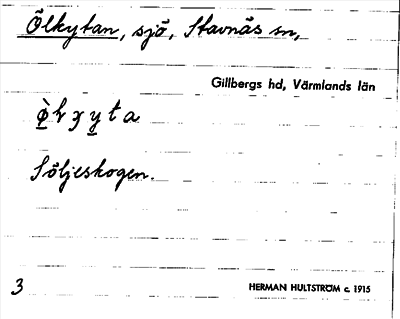 Ölkytan, sjö, Stavnäs sn,
Gillbergs hd, Värmlands län
Söljeskogen.
3
HERMAN HULTSTRÖM c. 1915